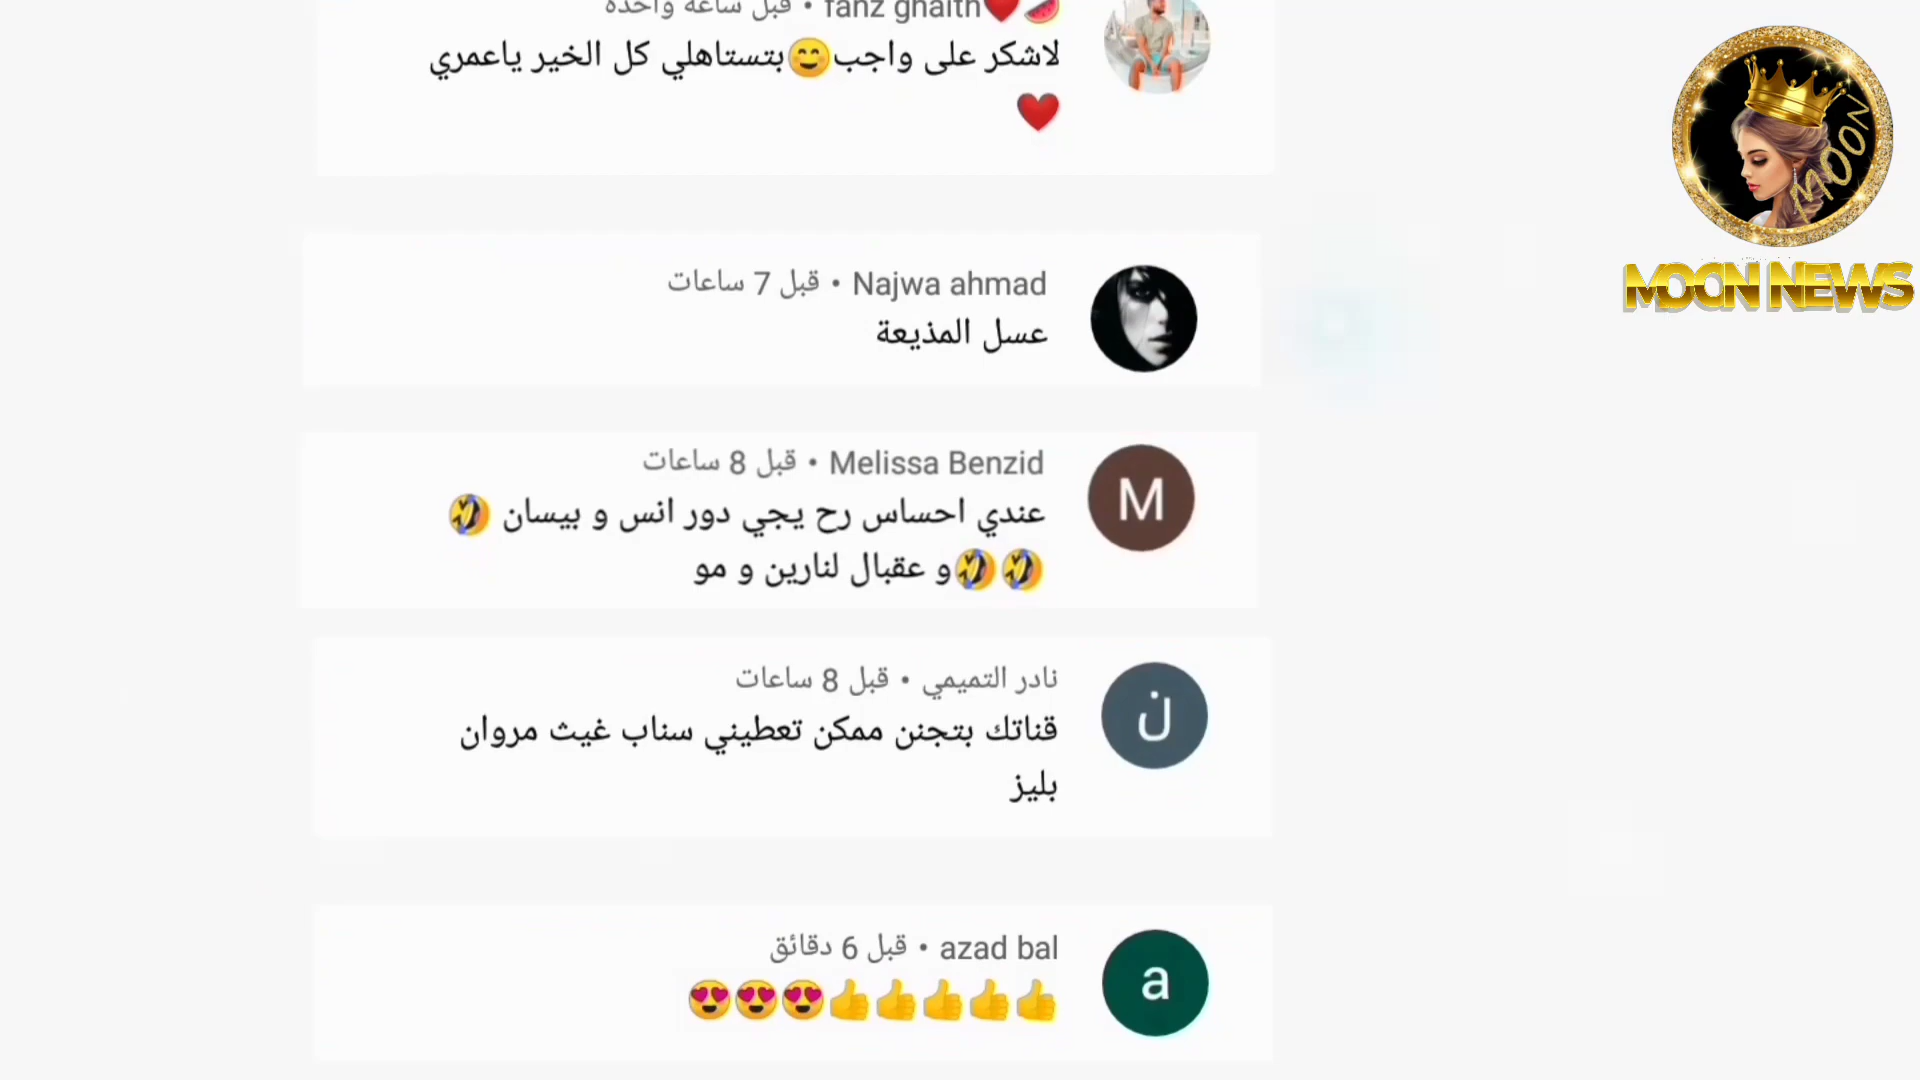 fanz ghaith❤️🍉 • قبل ساعة واحدة
لاشكر على واجب😊بتستاهلي كل الخير ياعمري
❤️
Najwa ahmad • قبل 7 ساعات
عسل المذيعة
Melissa Benzid • قبل 8 ساعات
عندي احساس رح يجي دور انس و بيسان 🤣
🤣🤣و عقبال لنارين و مو
نادر التميمي • قبل 8 ساعات
قناتك بتجنن ممكن تعطيني سناب غيث مروان
بليز
azad bal • قبل 6 دقائق
👍👍👍👍👍😍😍😍
M
ن
a
MOON
MOON NEWS